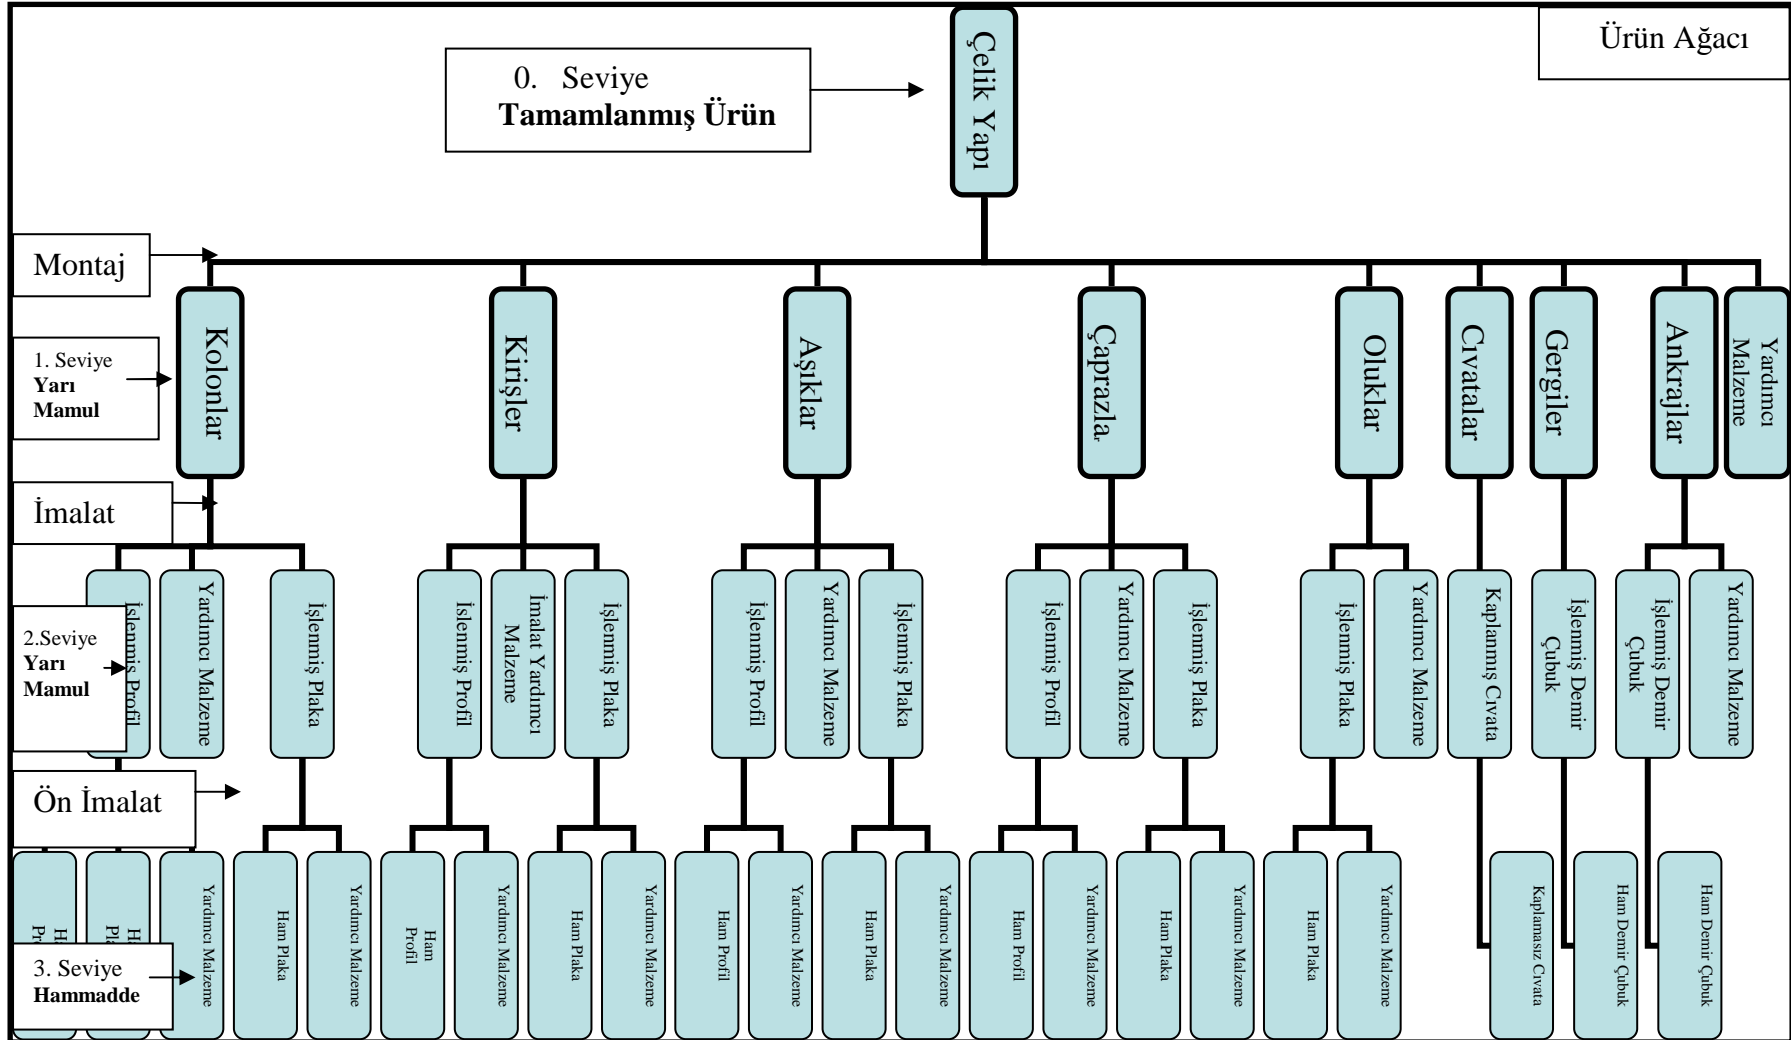 Ürün Ağacı
0. Seviye
Tamamlanmış Ürün
Çelik Yapı
Montaj
1. Seviye
Yarı
Mamul
Kolonlar
Kirişler
Aşıklar
Çaprazla
Oluklar
Cıvatalar
Gergiler
Ankrajlar
Yardımcı
Malzeme
İmalat
2.Seviye
Yarı
Mamul
İşlenmiş Profil
Yardımcı Malzeme
İşlenmiş Plaka
İşlenmiş Profil
İmalat Yardımcı
Malzeme
İşlenmiş Plaka
İşlenmiş Profil
Yardımcı Malzeme
İşlenmiş Plaka
İşlenmiş Profil
Yardımcı Malzeme
İşlenmiş Plaka
İşlenmiş Plaka
Yardımcı Malzeme
Kaplanmış Cıvata
İşlenmiş Demir
Çubuk
İşlenmiş Demir
Çubuk
Yardımcı Malzeme
Ön İmalat
3. Seviye
Hammadde
Yardımcı Malzeme
Ham Plaka
Yardımcı Malzeme
Ham
Profil
Yardımcı Malzeme
Ham Plaka
Yardımcı Malzeme
Ham Profil
Yardımcı Malzeme
Ham Plaka
Yardımcı Malzeme
Ham Profil
Yardımcı Malzeme
Ham Plaka
Yardımcı Malzeme
Ham Plaka
Yardımcı Malzeme
Kaplamasız Cıvata
Ham Demir Çubuk
Ham Demir Çubuk